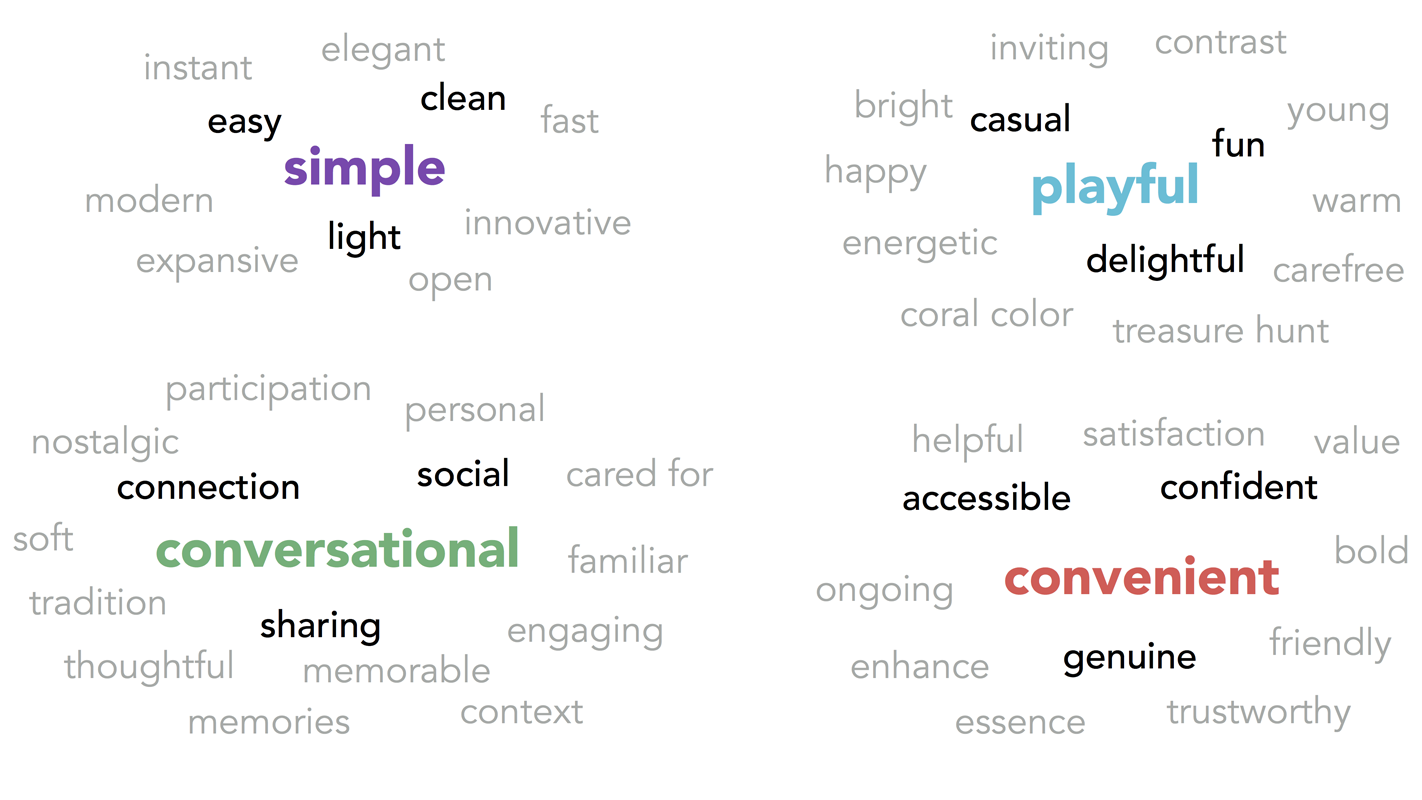 elegant
instant
clean
easy
fast
simple
modern
innovative
light
expansive
open
inviting
contrast
bright
casual
young
fun
happy
playful
warm
energetic
delightful
carefree
coral color
treasure hunt
participation
personal
nostalgic
connection
social
cared for
soft
conversational
familiar
tradition
sharing
engaging
thoughtful
memorable
memories
context
helpful
satisfaction
value
accessible
confident
bold
convenient
ongoing
friendly
enhance
genuine
essence
trustworthy